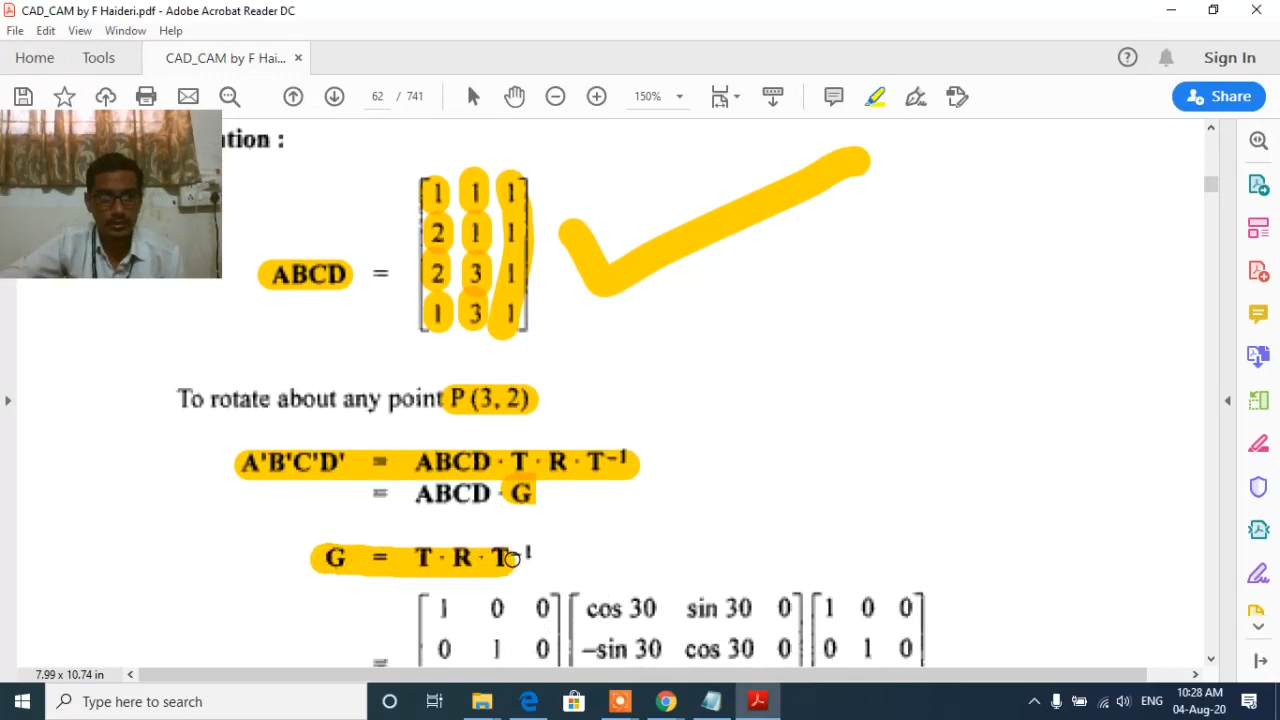 CAD_CAM by F Haideri.pdf - Adobe Acrobat Reader DC
File Edit View Window Help
Home Tools CAD_CAM by F Hai... × Sign In
62 / 741 150% Share
ution :
1 1 1
2 1 1
ABCD = 2 3 1
1 3 1
To rotate about any point P (3, 2)
A'B'C'D' = ABCD · T · R · T⁻¹
= ABCD · G
G = T · R · T⁻¹
1 0 0 cos 30 sin 30 0 1 0 0
0 1 0 −sin 30 cos 30 0 0 1 0
=
7.99 x 10.74 in
Type here to search ENG 10:28 AM
04-Aug-20